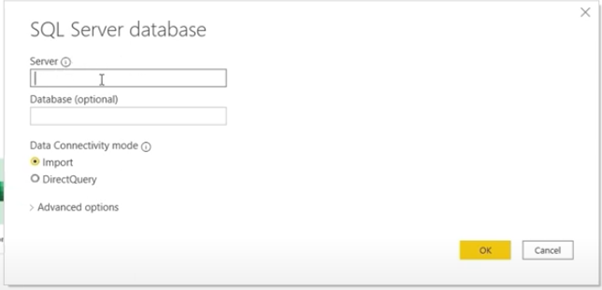 SQL Server database
Server
Database (optional)
Data Connectivity mode
Import
DirectQuery
Advanced options
OK Cancel